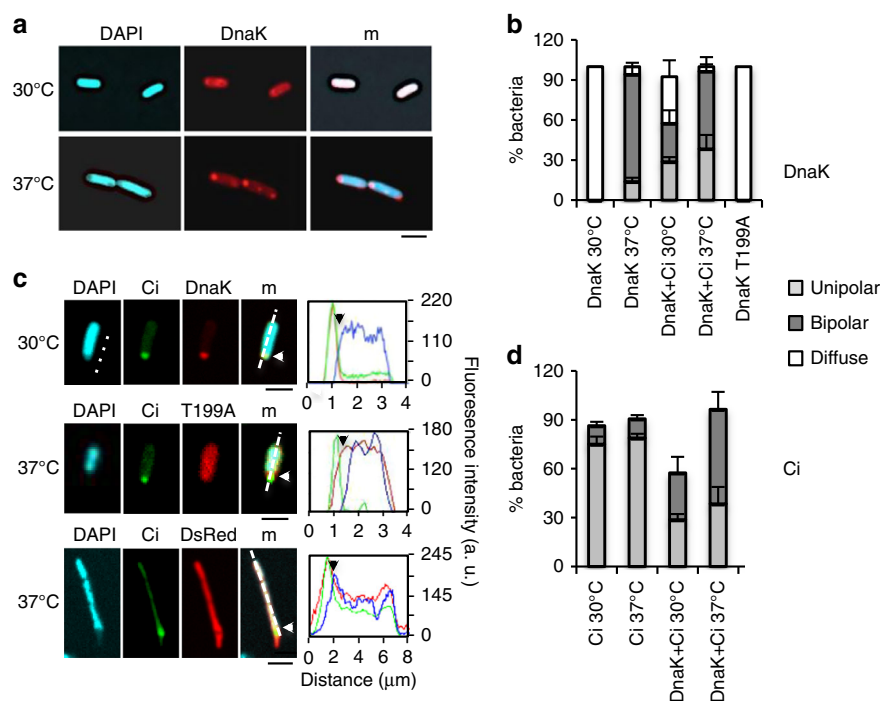 a
DAPI DnaK m
30°C
37°C
b
120
90
60
30
0
% bacteria
DnaK 30°C
DnaK 37°C
DnaK+Ci 30°C
DnaK+Ci 37°C
DnaK T199A
DnaK
Unipolar
Bipolar
Diffuse
c
DAPI Ci DnaK m
30°C
220
110
0
0 1 2 3 4
DAPI Ci T199A m
37°C
180
120
0
0 1 2 3 4
DAPI Ci DsRed m
37°C
245
145
0
0 2 4 6 8
Distance (μm)
Fluoresence intensity (a. u.)
d
120
90
60
30
0
% bacteria
Ci 30°C
Ci 37°C
DnaK+Ci 30°C
DnaK+Ci 37°C
Ci